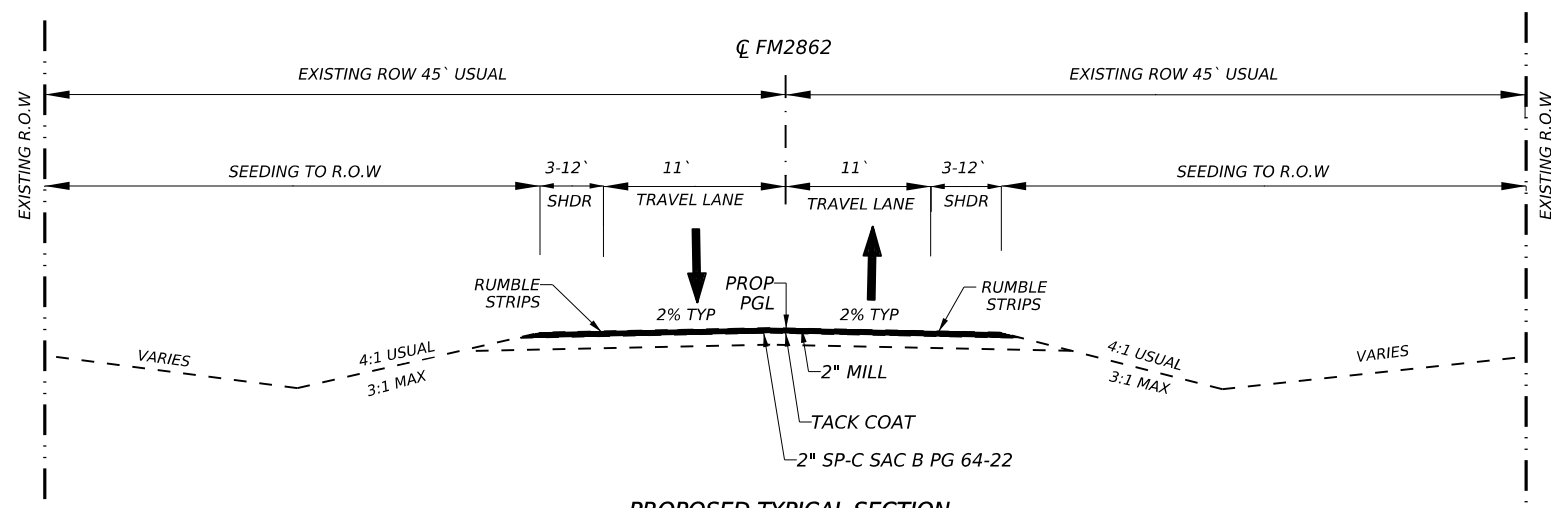 ℄ FM2862
EXISTING ROW 45` USUAL
EXISTING ROW 45` USUAL
EXISTING R.O.W
EXISTING R.O.W
SEEDING TO R.O.W
3-12`
SHDR
11`
TRAVEL LANE
11`
TRAVEL LANE
3-12`
SHDR
SEEDING TO R.O.W
RUMBLE
STRIPS
PROP
PGL
RUMBLE
STRIPS
2% TYP
2% TYP
VARIES
4:1 USUAL
3:1 MAX
4:1 USUAL
3:1 MAX
VARIES
2" MILL
TACK COAT
2" SP-C SAC B PG 64-22
PROPOSED TYPICAL SECTION